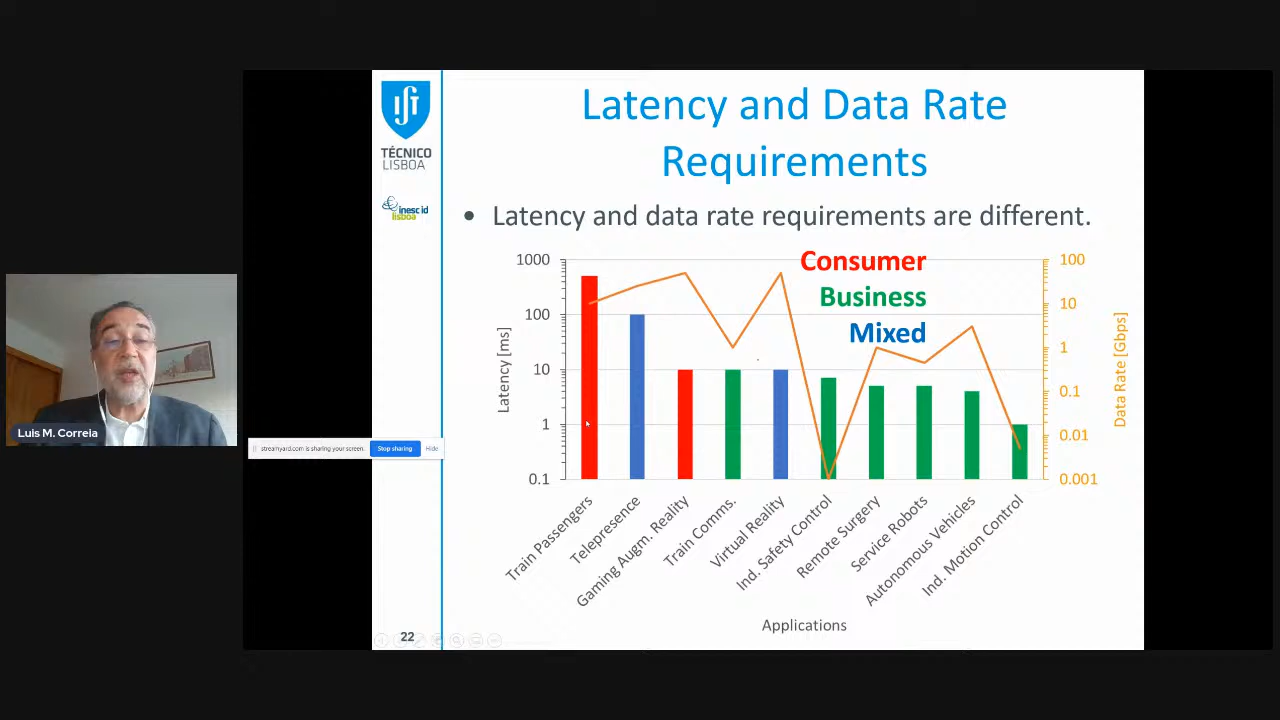 TÉCNICO
LISBOA
inesc id
lisboa
Latency and Data Rate
Requirements
• Latency and data rate requirements are different.
Consumer
Business
Mixed
Latency [ms]
1000
100
10
1
0.1
Data Rate [Gbps]
100
10
1
0.1
0.01
0.001
Train Passengers
Telepresence
Gaming Augm. Reality
Train Comms.
Virtual Reality
Ind. Safety Control
Remote Surgery
Service Robots
Autonomous Vehicles
Ind. Motion Control
Applications
22
Luis M. Correia
streamyard.com is sharing your screen. Stop sharing Hide